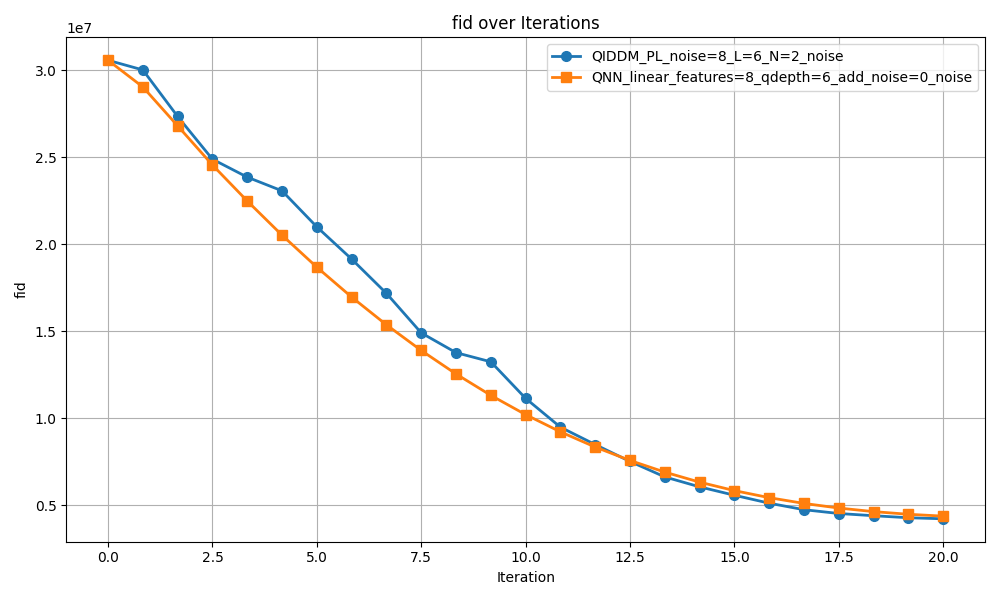 fid over Iterations
1e7
QIDDM_PL_noise=8_L=6_N=2_noise
QNN_linear_features=8_qdepth=6_add_noise=0_noise
3.0
2.5
2.0
1.5
1.0
0.5
fid
0.0 2.5 5.0 7.5 10.0 12.5 15.0 17.5 20.0
Iteration